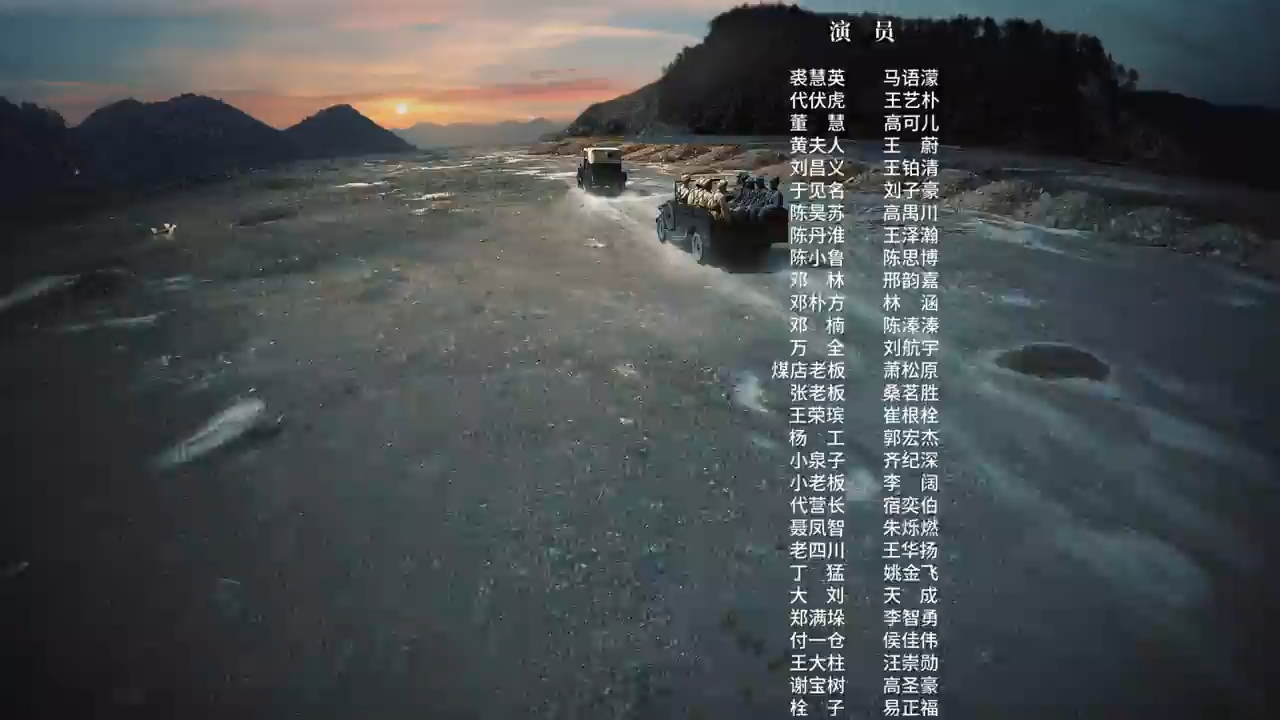 演 员
裘慧英 马语濛
代伏虎 王艺朴
董 慧 高可儿
黄夫人 王 蔚
刘昌义 王铂清
于见名 刘子豪
陈昊苏 高禺川
陈丹淮 王泽瀚
陈小鲁 陈思博
邓 林 邢韵嘉
邓朴方 林 涵
邓 楠 陈溱溱
万 全 刘航宇
煤店老板 萧松原
张老板 桑茗胜
王荣瑸 崔根栓
杨 工 郭宏杰
小泉子 齐纪深
小老板 李 阔
代营长 宿奕伯
聂凤智 朱烁燃
老四川 王华扬
丁 猛 姚金飞
大 刘 天 成
郑满垛 李智勇
付一仓 侯佳伟
王大柱 汪崇勋
谢宝树 高圣豪
栓 子 易正福